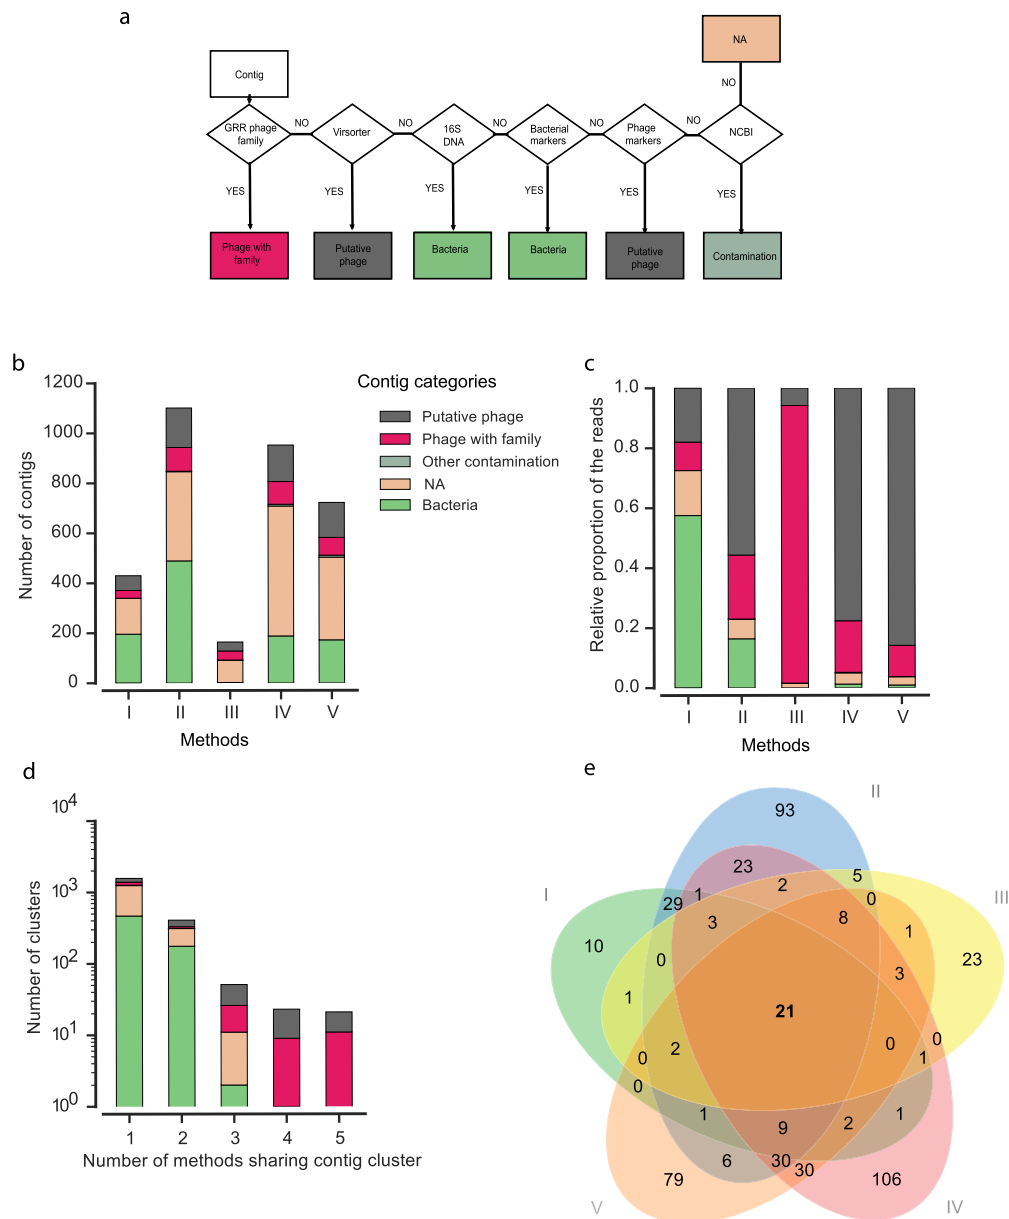 a
NA
Contig
NO
GRR phage
family
NO
Virsorter
NO
16S
DNA
NO
Bacterial
markers
NO
Phage
markers
NO
NCBI
YES
YES
YES
YES
YES
YES
Phage with
family
Putative
phage
Bacteria
Bacteria
Putative
phage
Contamination
b
Number of contigs
1200
1000
800
600
400
200
0
I
II
III
IV
V
Methods
Contig categories
Putative phage
Phage with family
Other contamination
NA
Bacteria
c
Relative proportion of the reads
1.0
0.8
0.6
0.4
0.2
0.0
I
II
III
IV
V
Methods
d
Number of clusters
10^4
10^3
10^2
10^1
10^0
1
2
3
4
5
Number of methods sharing contig cluster
e
II
93
23
2
5
I
29
1
0
III
3
8
1
10
0
3
23
1
21
2
0
0
0
1
0
1
9
2
1
6
30
30
79
106
V
IV